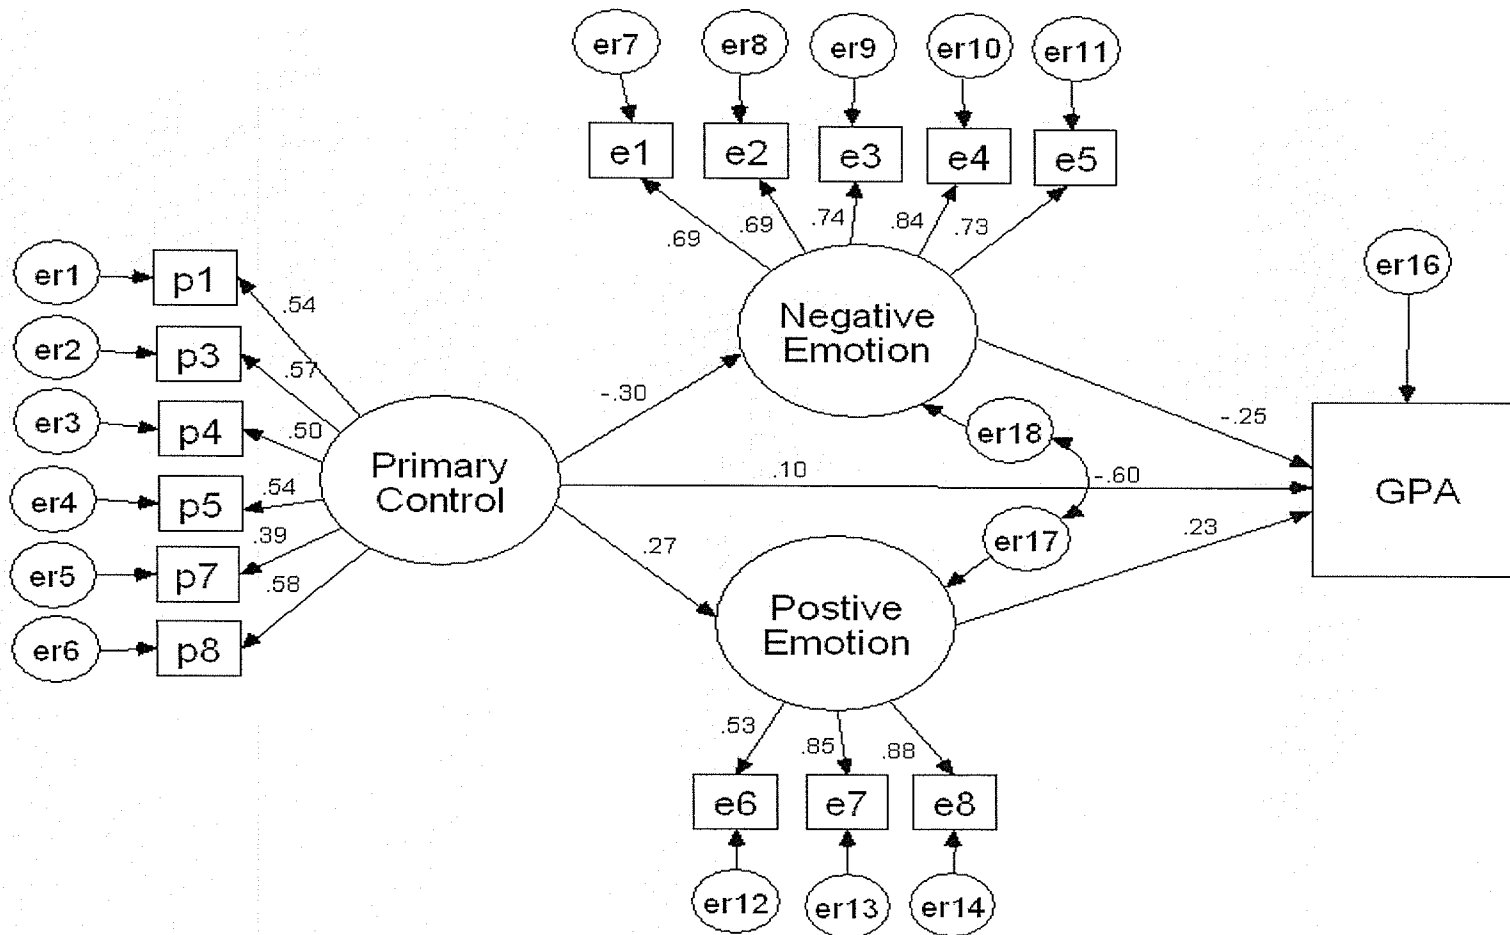 er7
er8
er9
er10
er11
e1
e2
e3
e4
e5
.69
.69
.74
.84
.73
er1
p1
.54
er2
p3
.57
er3
p4
.50
er4
p5
.54
er5
p7
.39
er6
p8
.58
Primary
Control
-.30
.10
.27
Negative
Emotion
er18
-.60
er17
Postive
Emotion
-.25
.23
er16
GPA
.53
.85
.88
e6
e7
e8
er12
er13
er14